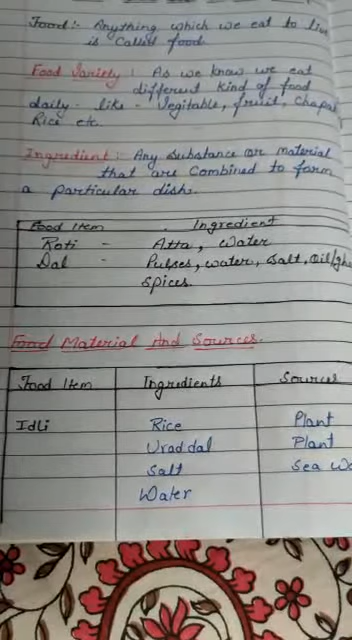 Food:- Anything which we eat to live
is called food.
Food Variety: As we know we eat
different kind of food
daily- like - Vegitable, fruit, Chapati
Rice etc
Ingredient:- Any substance or material
that are combined to form
a particular dish.
Food Item Ingredient
Roti - Atta, water
Dal - Pulses, water, Salt, Oil/ghe
Spices.
Food Material And Sources.
Food Item Ingredients Sources
Idli Rice Plant
Urad dal Plant
Salt Sea
Water